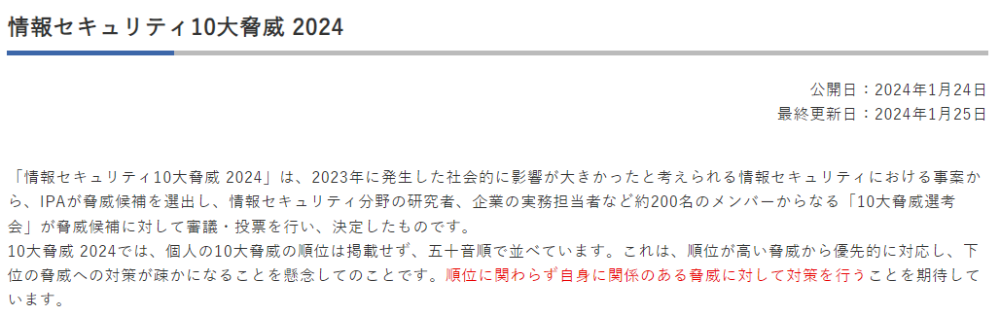 情報セキュリティ10大脅威 2024
公開日：2024年1月24日
最終更新日：2024年1月25日
「情報セキュリティ10大脅威 2024」は、2023年に発生した社会的に影響が大きかったと考えられる情報セキュリティにおける事案か
ら、IPAが脅威候補を選出し、情報セキュリティ分野の研究者、企業の実務担当者など約200名のメンバーからなる「10大脅威選考
会」が脅威候補に対して審議・投票を行い、決定したものです。
10大脅威 2024では、個人の10大脅威の順位は掲載せず、五十音順で並べています。これは、順位が高い脅威から優先的に対応し、下
位の脅威への対策が疎かになることを懸念してのことです。順位に関わらず自身に関係のある脅威に対して対策を行うことを期待して
います。